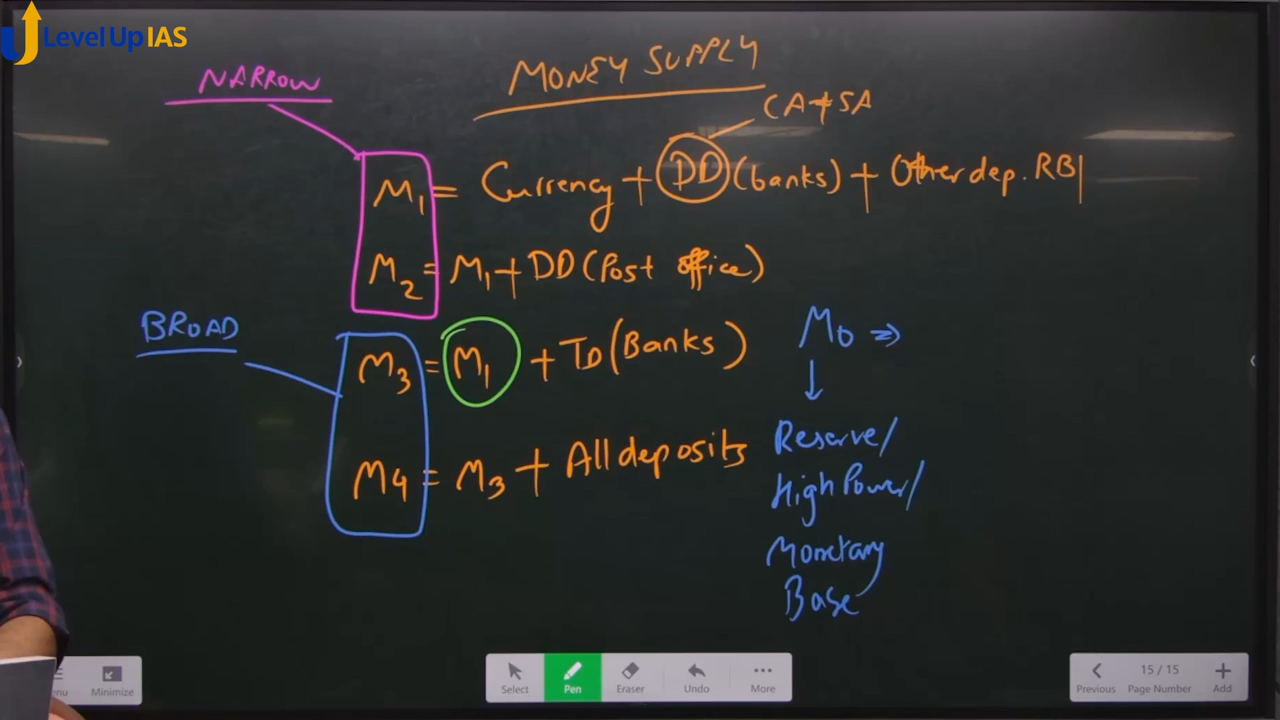 LevelUp IAS
NARROW
MONEY SUPPLY
CA+SA
M1 = Currency + DD (banks) + Other dep. RBI
M2 = M1 + DD (Post office)
BROAD
M3 = M1 + TD (Banks)
M0 ⇒
↓
M4 = M3 + All deposits
Reserve/
High Power/
Monetary
Base
Minimize
Select
Pen
Eraser
Undo
More
Previous
15 / 15
Page Number
Add